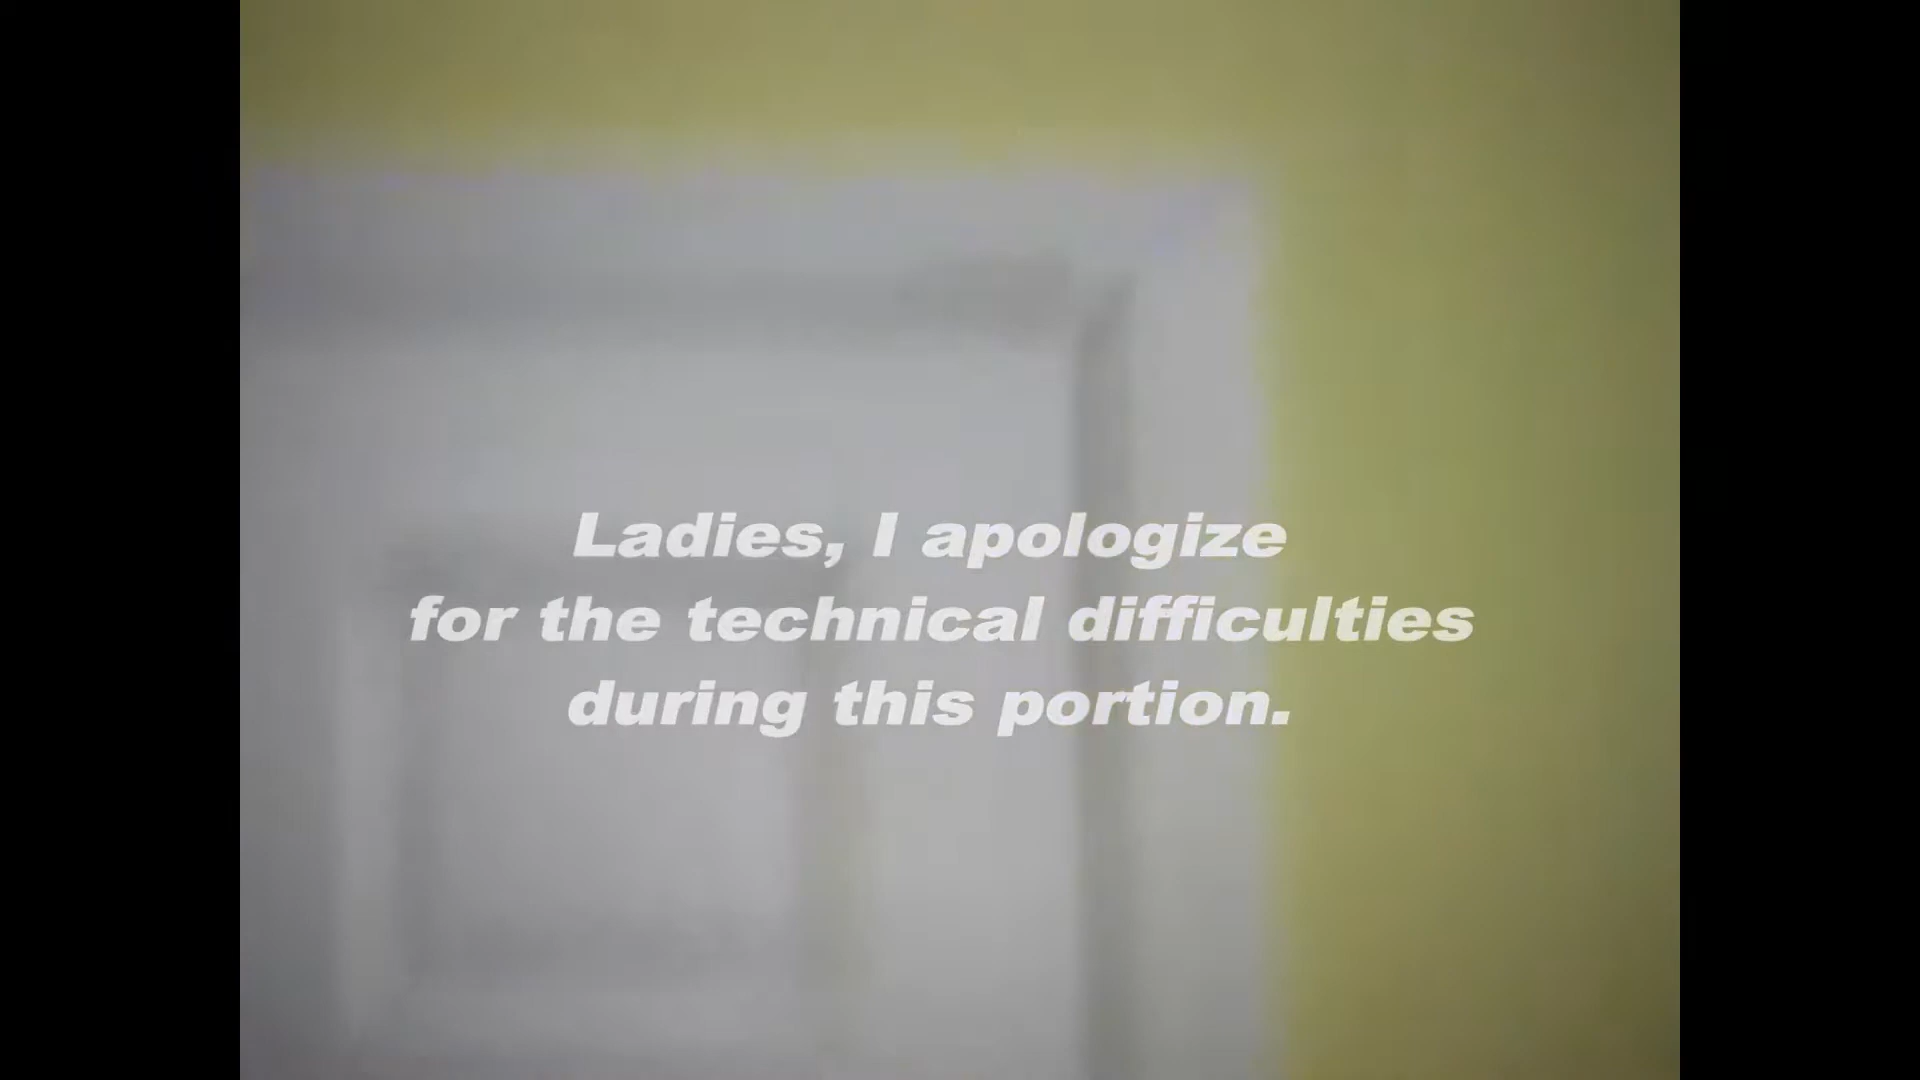 Ladies, I apologize
for the technical difficulties
during this portion.